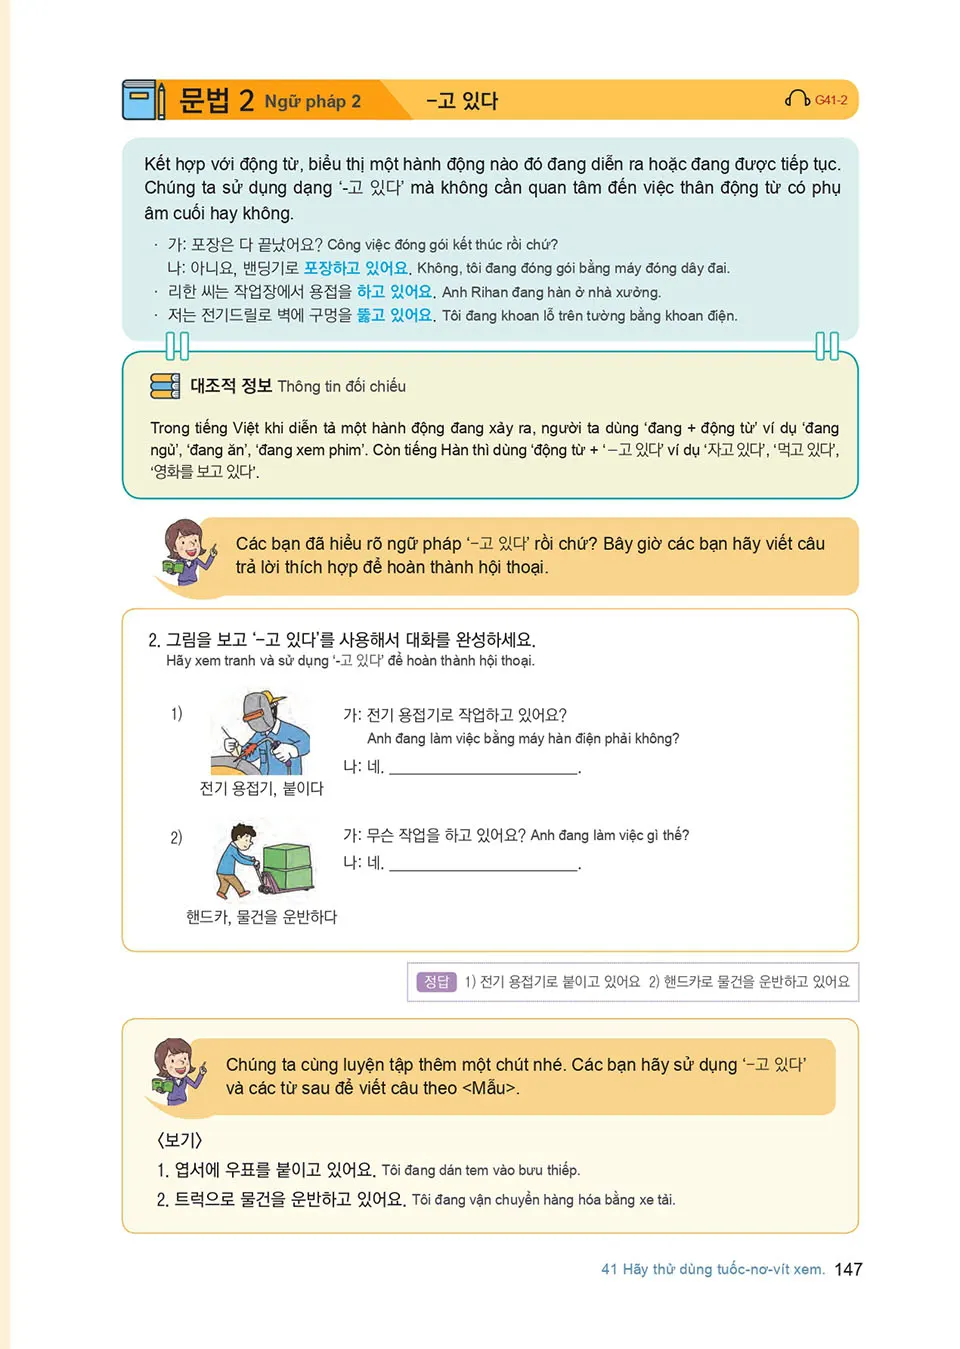 문법 2 Ngữ pháp 2 -고 있다 G41-2
Kết hợp với động từ, biểu thị một hành động nào đó đang diễn ra hoặc đang được tiếp tục.
Chúng ta sử dụng dạng ‘-고 있다’ mà không cần quan tâm đến việc thân động từ có phụ
âm cuối hay không.
· 가: 포장은 다 끝났어요? Công việc đóng gói kết thúc rồi chứ?
나: 아니요, 밴딩기로 포장하고 있어요. Không, tôi đang đóng gói bằng máy đóng dây đai.
· 리한 씨는 작업장에서 용접을 하고 있어요. Anh Rihan đang hàn ở nhà xưởng.
· 저는 전기드릴로 벽에 구멍을 뚫고 있어요. Tôi đang khoan lỗ trên tường bằng khoan điện.
대조적 정보 Thông tin đối chiếu
Trong tiếng Việt khi diễn tả một hành động đang xảy ra, người ta dùng ‘đang + động từ’ ví dụ ‘đang
ngủ’, ‘đang ăn’, ‘đang xem phim’. Còn tiếng Hàn thì dùng ‘động từ + ‘-고 있다’ ví dụ ‘자고 있다’, ‘먹고 있다’,
‘영화를 보고 있다’.
Các bạn đã hiểu rõ ngữ pháp ‘-고 있다’ rồi chứ? Bây giờ các bạn hãy viết câu
trả lời thích hợp để hoàn thành hội thoại.
2. 그림을 보고 ‘-고 있다’를 사용해서 대화를 완성하세요.
Hãy xem tranh và sử dụng ‘-고 있다’ để hoàn thành hội thoại.
1)
가: 전기 용접기로 작업하고 있어요?
Anh đang làm việc bằng máy hàn điện phải không?
나: 네. ______________________.
전기 용접기, 붙이다
2)
가: 무슨 작업을 하고 있어요? Anh đang làm việc gì thế?
나: 네. ______________________.
핸드카, 물건을 운반하다
정답 1) 전기 용접기로 붙이고 있어요 2) 핸드카로 물건을 운반하고 있어요
Chúng ta cùng luyện tập thêm một chút nhé. Các bạn hãy sử dụng ‘-고 있다’
và các từ sau để viết câu theo <Mẫu>.
<보기>
1. 엽서에 우표를 붙이고 있어요. Tôi đang dán tem vào bưu thiếp.
2. 트럭으로 물건을 운반하고 있어요. Tôi đang vận chuyển hàng hóa bằng xe tải.
41 Hãy thử dùng tuốc-nơ-vít xem. 147